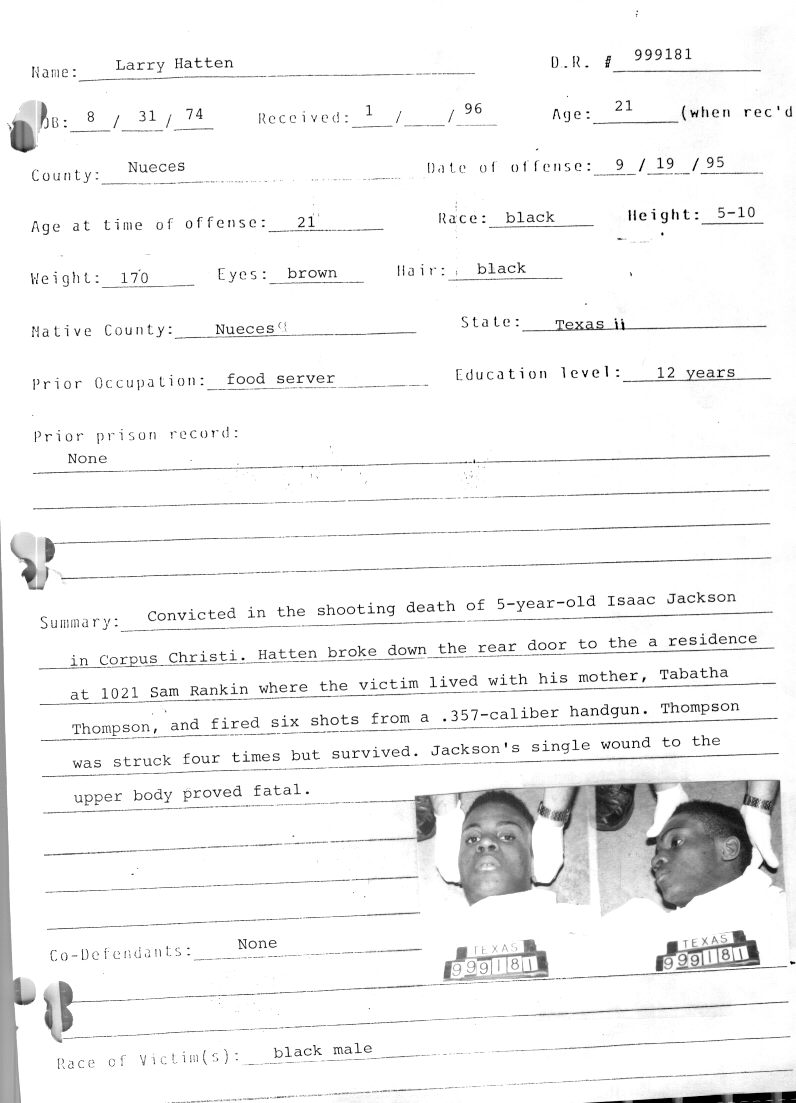 Name: Larry Hatten D.R. # 999181
DOB: 8 / 31 / 74 Received: 1 / / 96 Age: 21 (when rec'd
County: Nueces Date of offense: 9 / 19 / 95
Age at time of offense: 21 Race: black Height: 5-10
Weight: 170 Eyes: brown Hair: black
Native County: Nueces State: Texas
Prior Occupation: food server Education level: 12 years
Prior prison record:
None
Summary: Convicted in the shooting death of 5-year-old Isaac Jackson
in Corpus Christi. Hatten broke down the rear door to the a residence
at 1021 Sam Rankin where the victim lived with his mother, Tabatha
Thompson, and fired six shots from a .357-caliber handgun. Thompson
was struck four times but survived. Jackson's single wound to the
upper body proved fatal.
TEXAS
999181
TEXAS
999181
Co-Defendants: None
Race of Victim(s): black male